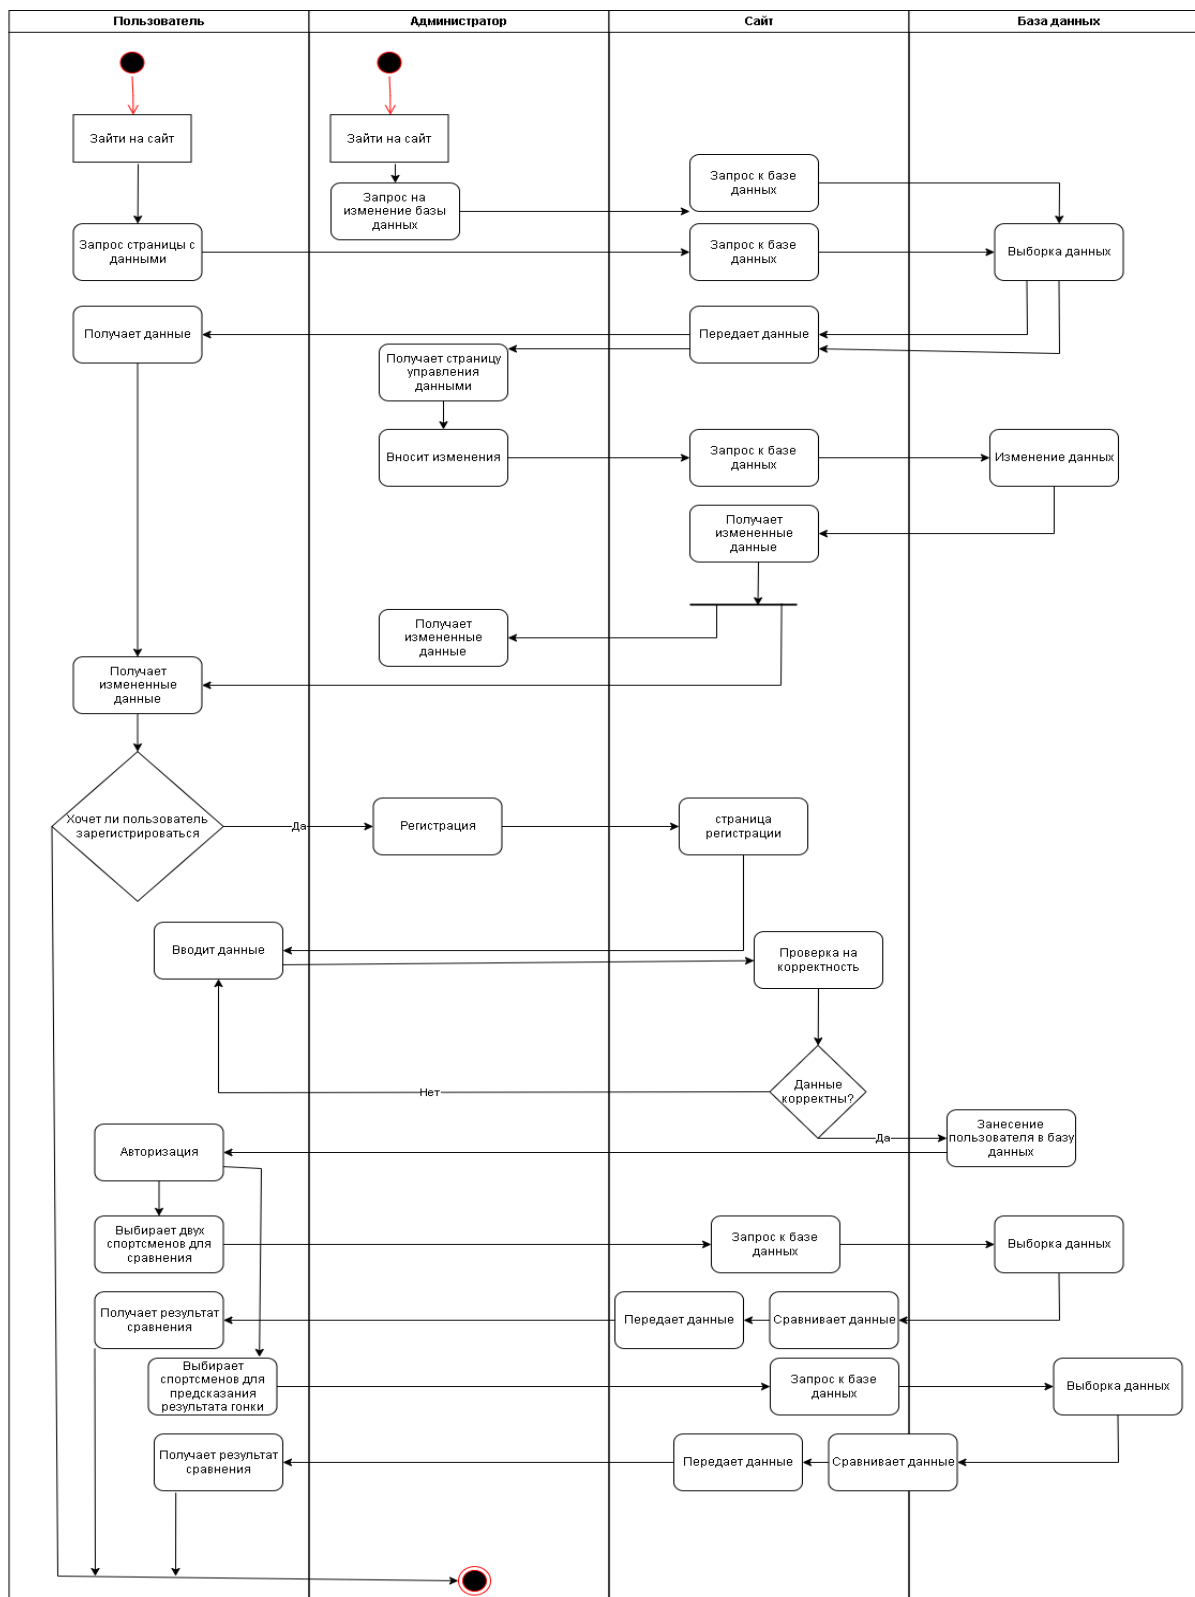 Пользователь
Администратор
Сайт
База данных
Зайти на сайт
Зайти на сайт
Запрос к базе
данных
Запрос на
изменение базы
данных
Запрос страницы с
данными
Запрос к базе
данных
Выборка данных
Получает данные
Передает данные
Получает страницу
управления
данными
Вносит изменения
Запрос к базе
данных
Изменение данных
Получает
измененные
данные
Получает
измененные
данные
Получает
измененные
данные
Хочет ли пользователь
зарегистрироваться
Да
Регистрация
страница
регистрации
Вводит данные
Проверка на
корректность
Данные
корректны?
Нет
Да
Занесение
пользователя в базу
данных
Авторизация
Выбирает двух
спортсменов для
сравнения
Запрос к базе
данных
Выборка данных
Получает результат
сравнения
Передает данные
Сравнивает данные
Выбирает
спортсменов для
предсказания
результата гонки
Запрос к базе
данных
Выборка данных
Получает результат
сравнения
Передает данные
Сравнивает данные